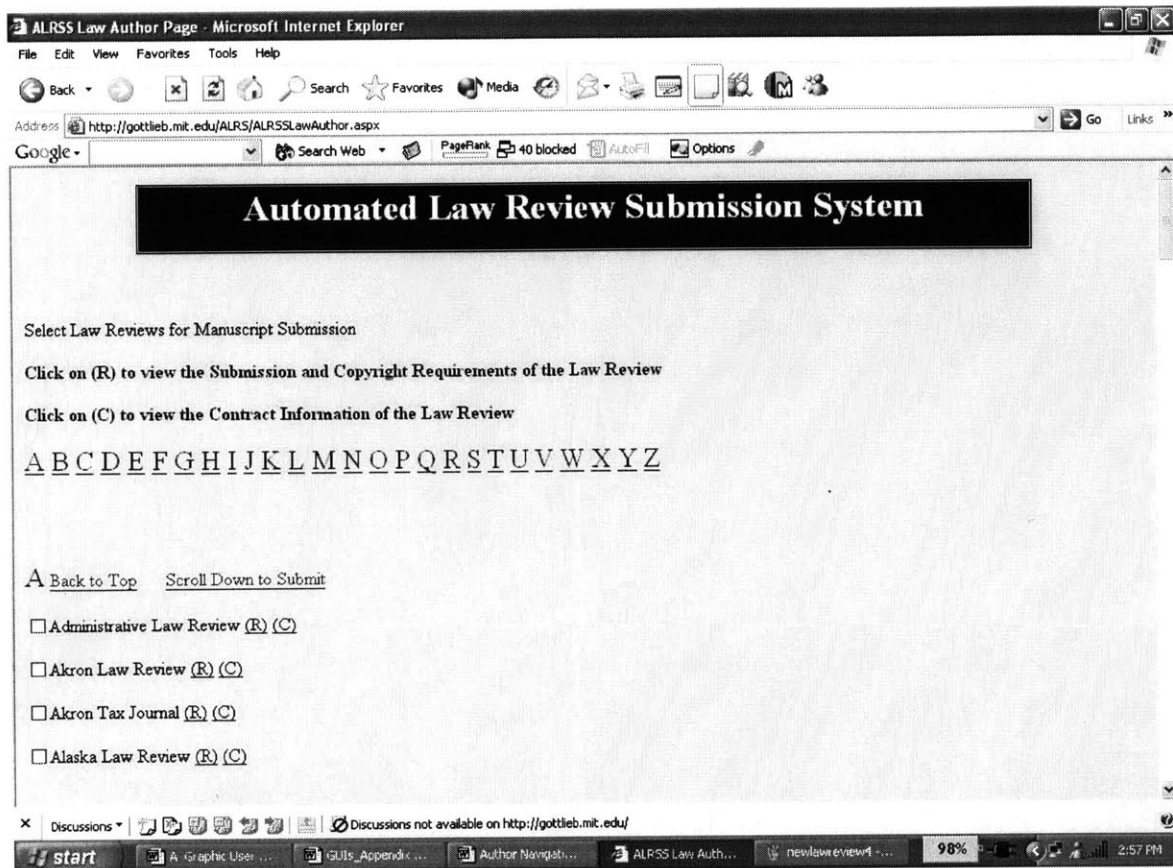 ALRSS Law Author Page - Microsoft Internet Explorer
File Edit View Favorites Tools Help
Back Search Favorites Media
Address http://gottlieb.mit.edu/ALRS/ALRSSLawAuthor.aspx Go Links »
Google Search Web PageRank 40 blocked AutoFill Options
Automated Law Review Submission System
Select Law Reviews for Manuscript Submission
Click on (R) to view the Submission and Copyright Requirements of the Law Review
Click on (C) to view the Contract Information of the Law Review
A B C D E F G H I J K L M N O P Q R S T U V W X Y Z
A Back to Top Scroll Down to Submit
Administrative Law Review (R) (C)
Akron Law Review (R) (C)
Akron Tax Journal (R) (C)
Alaska Law Review (R) (C)
Discussions Discussions not available on http://gottlieb.mit.edu/
start A Graphic User ... GUIs_Appendix ... Author Navigati... ALRSS Law Auth... newlawreview4 -... 98% 2:57 PM